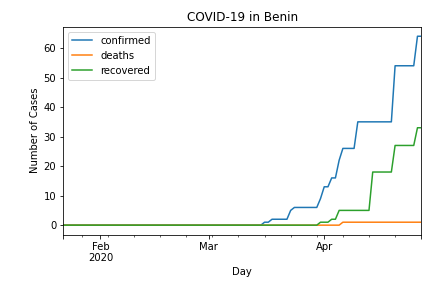 COVID-19 in Benin
confirmed
deaths
recovered
Number of Cases
60
50
40
30
20
10
0
Feb
2020
Mar
Apr
Day